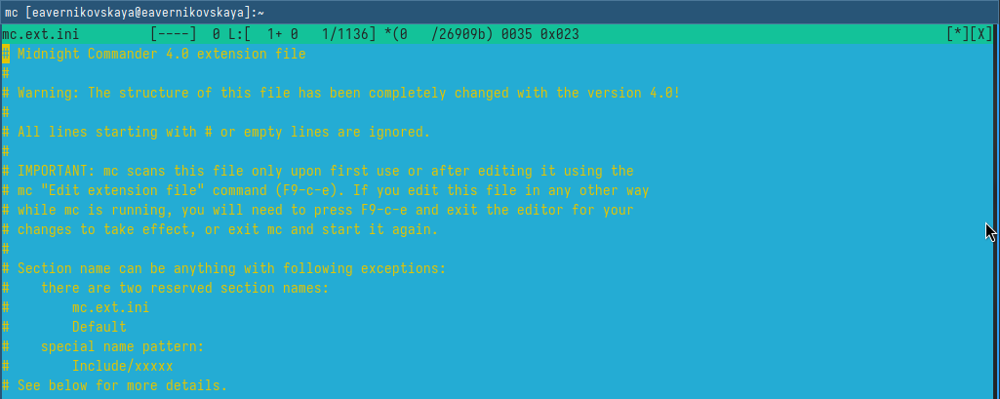 mc [eavernikovskaya@eavernikovskaya]:~
mc.ext.ini         [----]  0 L:[  1+ 0   1/1136] *(0   /26909b) 0035 0x023                                               [*][X]
# Midnight Commander 4.0 extension file
#
# Warning: The structure of this file has been completely changed with the version 4.0!
#
# All lines starting with # or empty lines are ignored.
#
# IMPORTANT: mc scans this file only upon first use or after editing it using the
# mc "Edit extension file" command (F9-c-e). If you edit this file in any other way
# while mc is running, you will need to press F9-c-e and exit the editor for your
# changes to take effect, or exit mc and start it again.
#
# Section name can be anything with following exceptions:
#    there are two reserved section names:
#        mc.ext.ini
#        Default
#    special name pattern:
#        Include/xxxxx
# See below for more details.